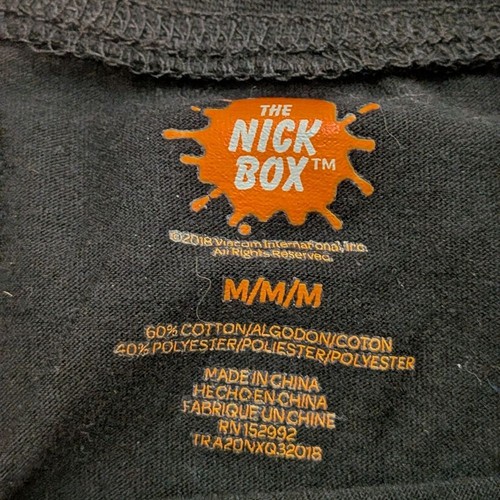 THE
NICK
BOX™
©2018 Viacom International, Inc.
All Rights Reserved.
M/M/M
60% COTTON/ALGODON/COTON
40% POLYESTER/POLIESTER/POLYESTER
MADE IN CHINA
HECHO EN CHINA
FABRIQUE UN CHINE
RN 152992
TRA20NXQ32018